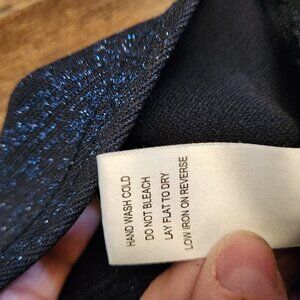 HAND WASH COLD
DO NOT BLEACH
LAY FLAT TO DRY
LOW IRON ON REVERSE